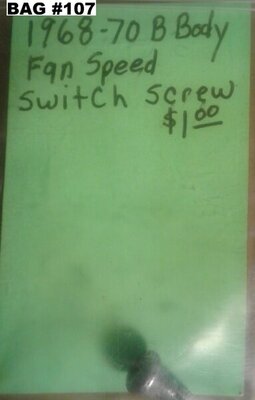 BAG #107
1968-70 B Body
Fan Speed
Switch Screw
$1.00